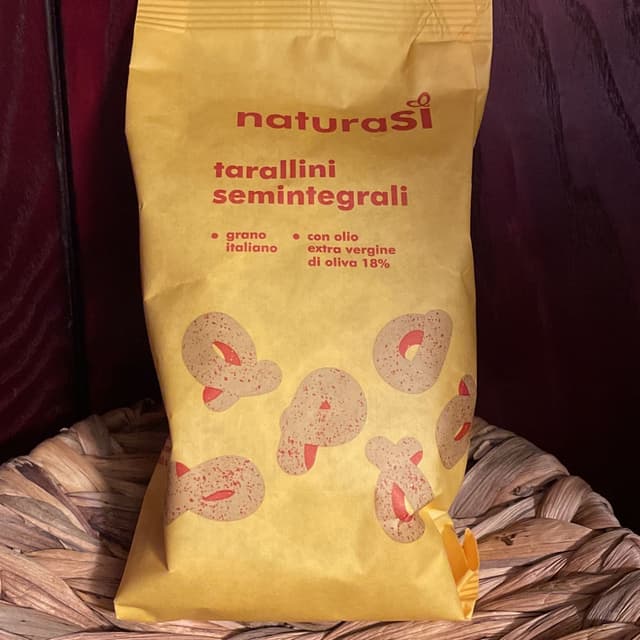 naturasì
tarallini
semintegrali
• grano
italiano
• con olio
extra vergine
di oliva 18%